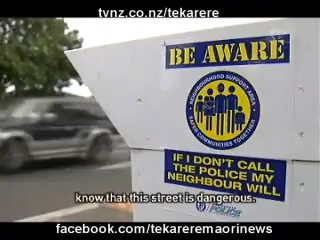 tvnz.co.nz/tekarere
BE AWARE
NEIGHBOURHOOD SUPPORT AREA
SAFER COMMUNITIES TOGETHER
IF I DON'T CALL
THE POLICE MY
NEIGHBOUR WILL
POLICE
know that this street is dangerous.
facebook.com/tekareremaorinews